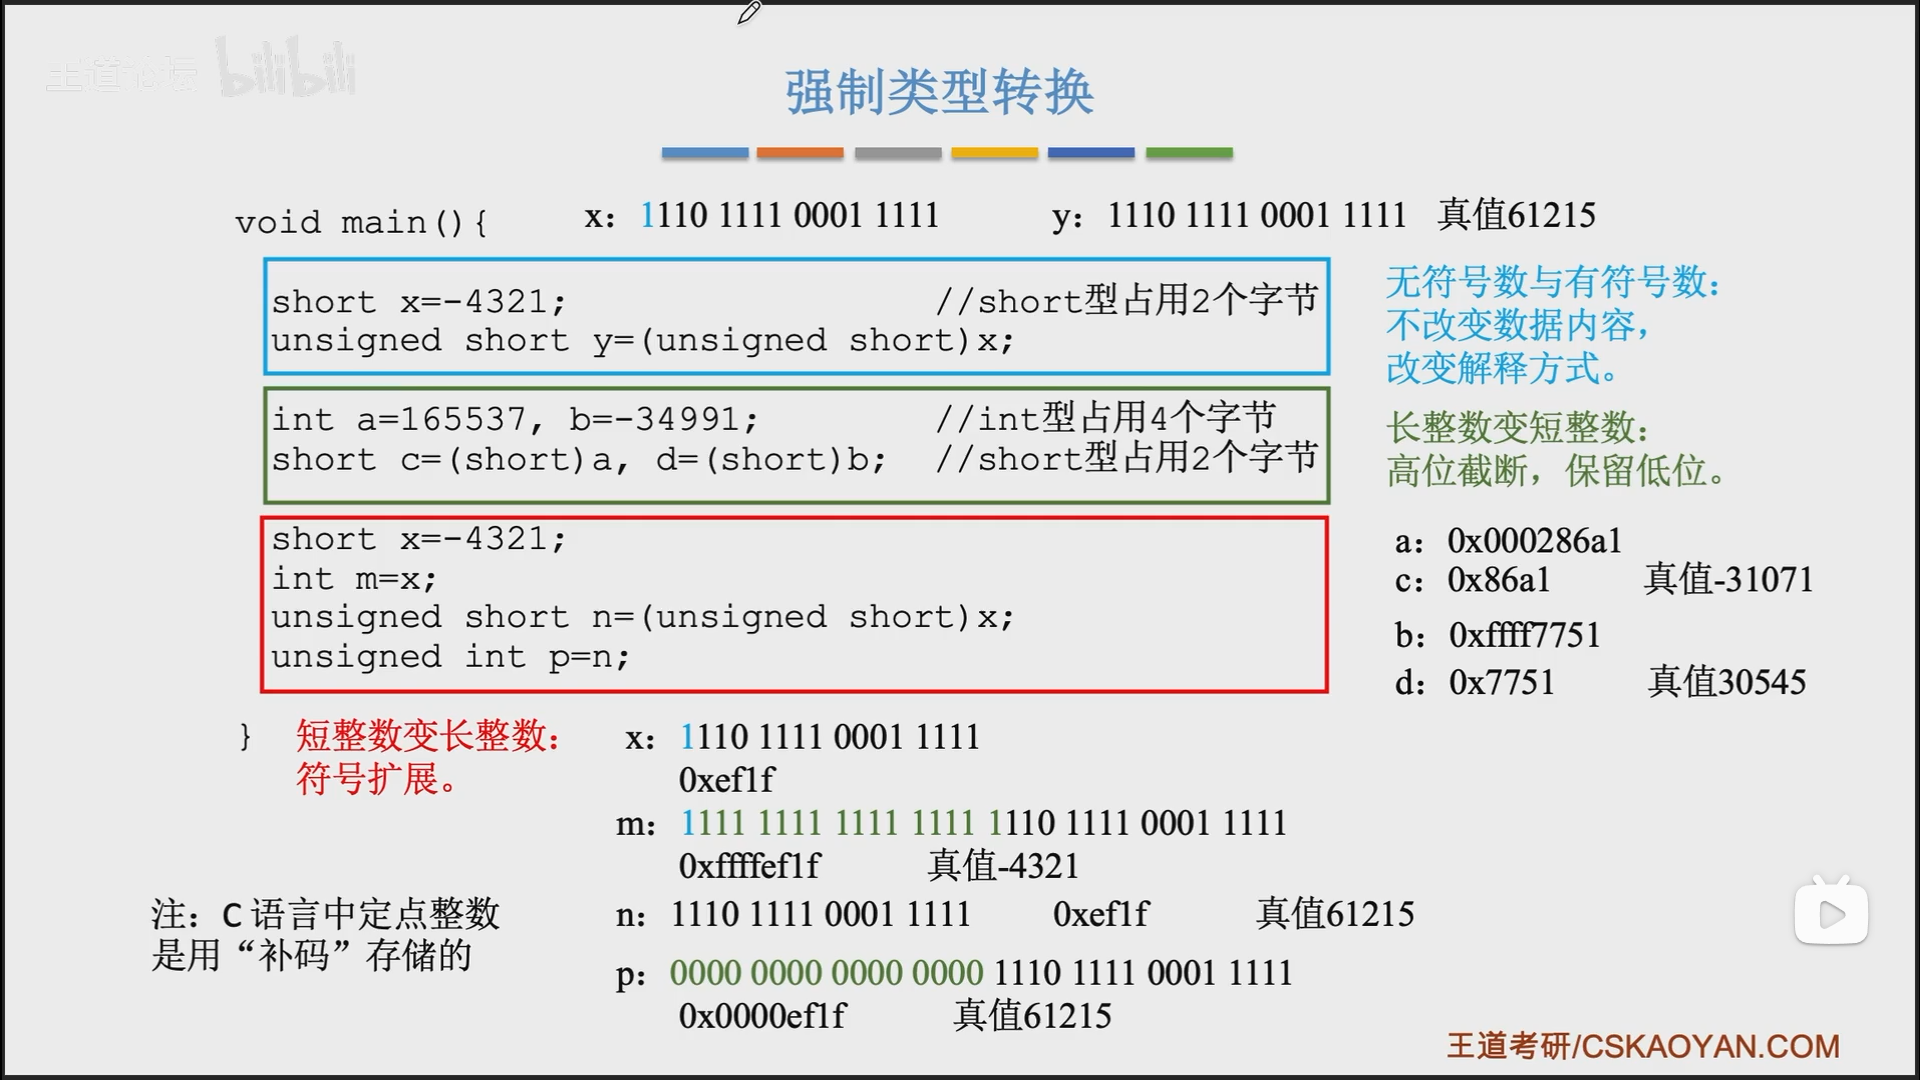 王道论坛 bilibili
强制类型转换
void main(){
x：1110 1111 0001 1111
y：1110 1111 0001 1111 真值61215
short x=-4321; //short型占用2个字节
unsigned short y=(unsigned short)x;
无符号数与有符号数：
不改变数据内容，
改变解释方式。
int a=165537, b=-34991; //int型占用4个字节
short c=(short)a, d=(short)b; //short型占用2个字节
长整数变短整数：
高位截断，保留低位。
short x=-4321;
int m=x;
unsigned short n=(unsigned short)x;
unsigned int p=n;
a：0x000286a1
c：0x86a1 真值-31071
b：0xffff7751
d：0x7751 真值30545
}
短整数变长整数：
符号扩展。
x：1110 1111 0001 1111
0xef1f
m：1111 1111 1111 1111 1110 1111 0001 1111
0xffffef1f 真值-4321
注：C 语言中定点整数
是用“补码”存储的
n：1110 1111 0001 1111 0xef1f 真值61215
p：0000 0000 0000 0000 1110 1111 0001 1111
0x0000ef1f 真值61215
王道考研/CSKAOYAN.COM